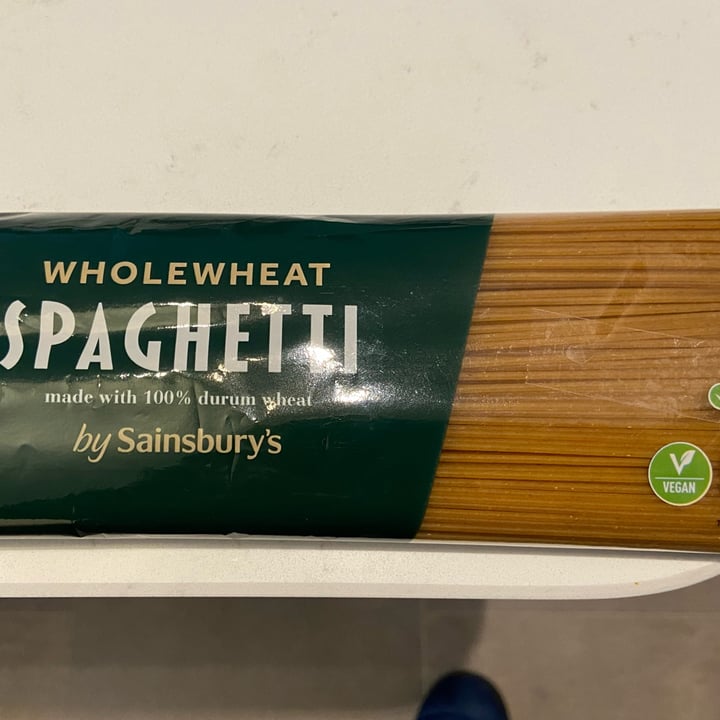 WHOLEWHEAT
SPAGHETTI
made with 100% durum wheat
by Sainsbury's
VEGAN